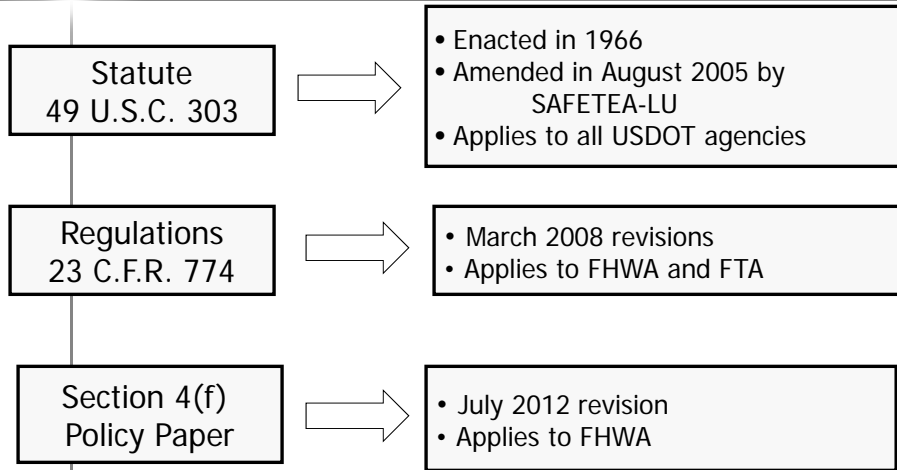 Statute
49 U.S.C. 303
• Enacted in 1966
• Amended in August 2005 by
SAFETEA-LU
• Applies to all USDOT agencies
Regulations
23 C.F.R. 774
• March 2008 revisions
• Applies to FHWA and FTA
Section 4(f)
Policy Paper
• July 2012 revision
• Applies to FHWA